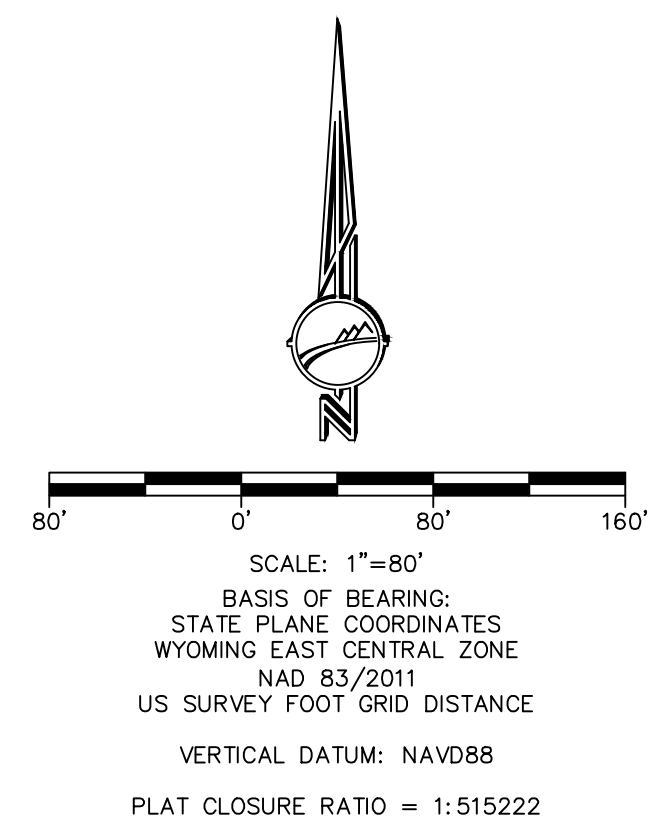 N
80' 0' 80' 160'
SCALE: 1"=80'
BASIS OF BEARING:
STATE PLANE COORDINATES
WYOMING EAST CENTRAL ZONE
NAD 83/2011
US SURVEY FOOT GRID DISTANCE
VERTICAL DATUM: NAVD88
PLAT CLOSURE RATIO = 1:515222